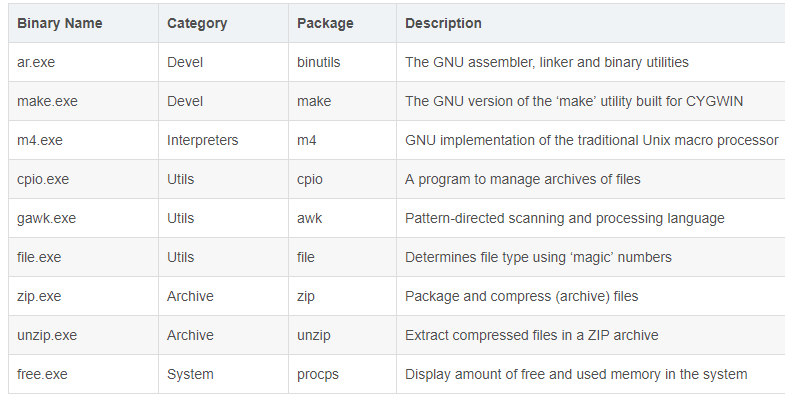 Binary Name Category Package Description
ar.exe Devel binutils The GNU assembler, linker and binary utilities
make.exe Devel make The GNU version of the ‘make’ utility built for CYGWIN
m4.exe Interpreters m4 GNU implementation of the traditional Unix macro processor
cpio.exe Utils cpio A program to manage archives of files
gawk.exe Utils awk Pattern-directed scanning and processing language
file.exe Utils file Determines file type using ‘magic’ numbers
zip.exe Archive zip Package and compress (archive) files
unzip.exe Archive unzip Extract compressed files in a ZIP archive
free.exe System procps Display amount of free and used memory in the system